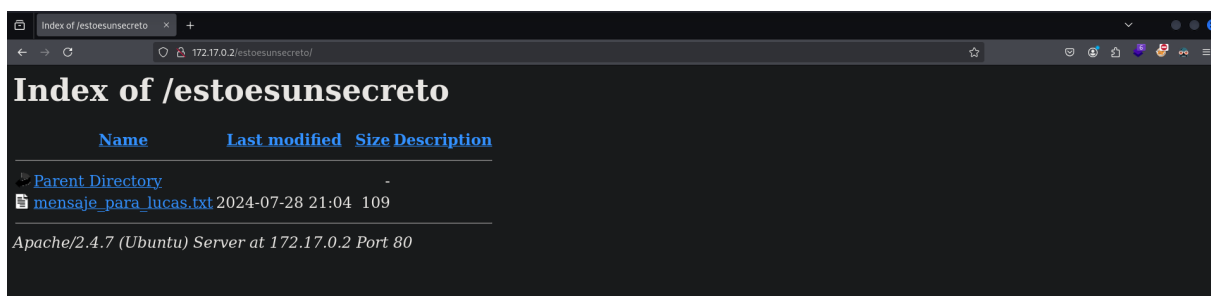 Index of /estoesunsecreto
172.17.0.2/estoesunsecreto/
Index of /estoesunsecreto
Name Last modified Size Description
Parent Directory -
mensaje_para_lucas.txt 2024-07-28 21:04 109
Apache/2.4.7 (Ubuntu) Server at 172.17.0.2 Port 80